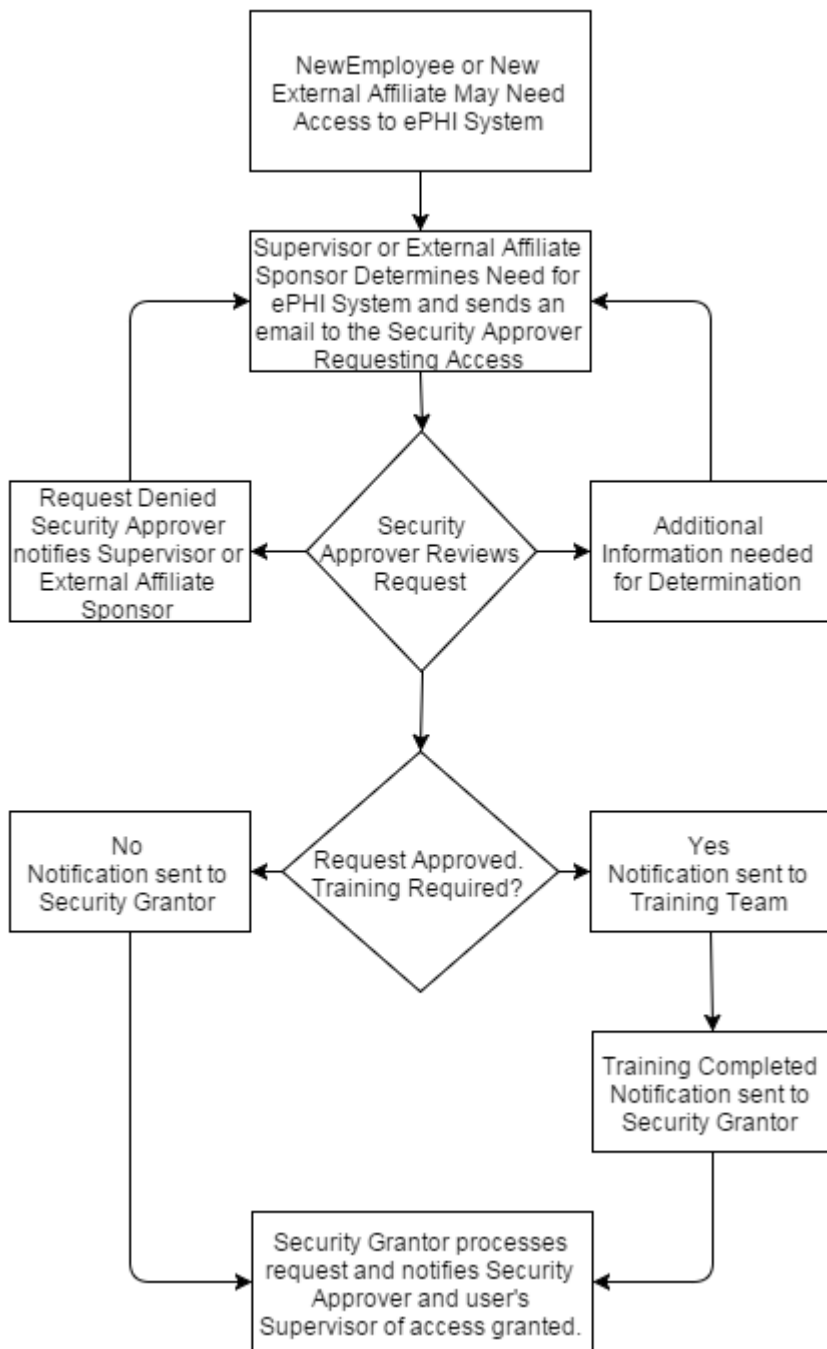 NewEmployee or New
External Affiliate May Need
Access to ePHI System
Supervisor or External Affiliate
Sponsor Determines Need for
ePHI System and sends an
email to the Security Approver
Requesting Access
Request Denied
Security Approver
notifies Supervisor or
External Affiliate
Sponsor
Security
Approver Reviews
Request
Additional
Information needed
for Determination
No
Notification sent to
Security Grantor
Request Approved.
Training Required?
Yes
Notification sent to
Training Team
Training Completed
Notification sent to
Security Grantor
Security Grantor processes
request and notifies Security
Approver and user's
Supervisor of access granted.